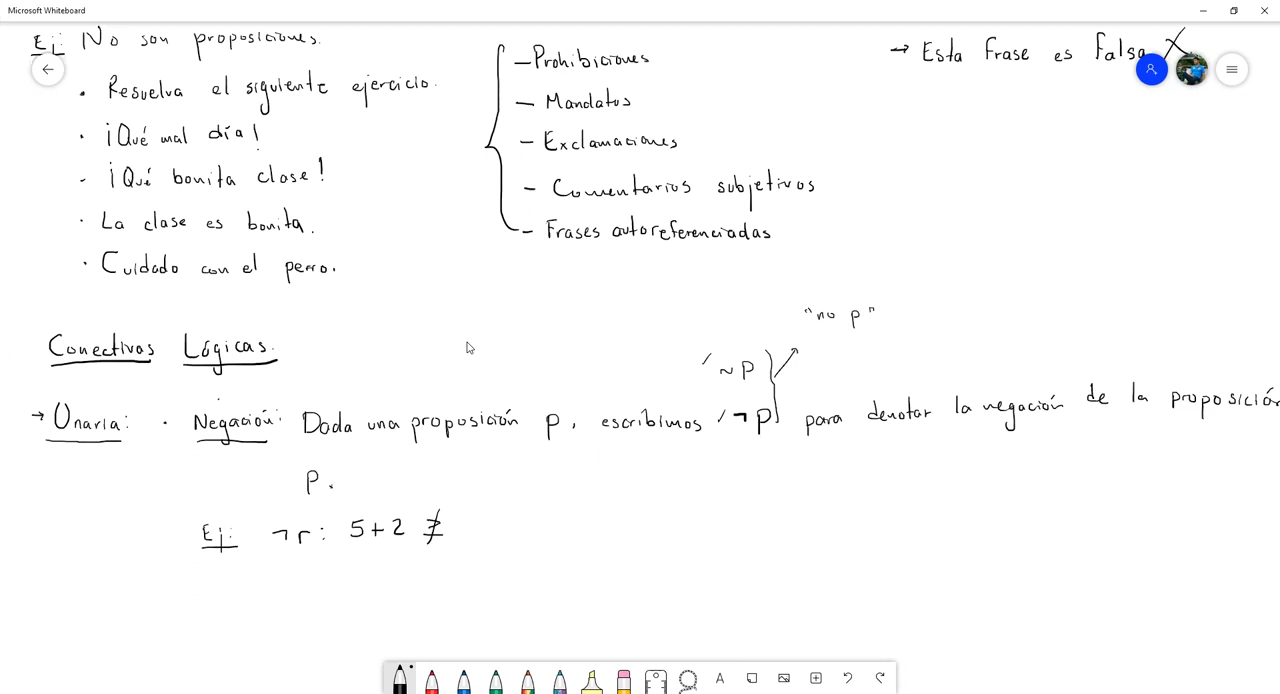 Microsoft Whiteboard
Ej: No son proposiciones.
• Resuelva el siguiente ejercicio.
• ¡Qué mal día!
- ¡Qué bonita clase!
• La clase es bonita.
• Cuidado con el perro.
— Prohibiciones
— Mandatos
— Exclamaciones
— Comentarios subjetivos
— Frases autoreferenciadas
→ Esta Frase es Falsa X
Conectivas Lógicas.
"no p"
~p
→ Unaria: • Negación: Dada una proposición p, escribimos ¬p para denotar la negación de la proposición
p.
Ej: ¬r: 5+2 ≱